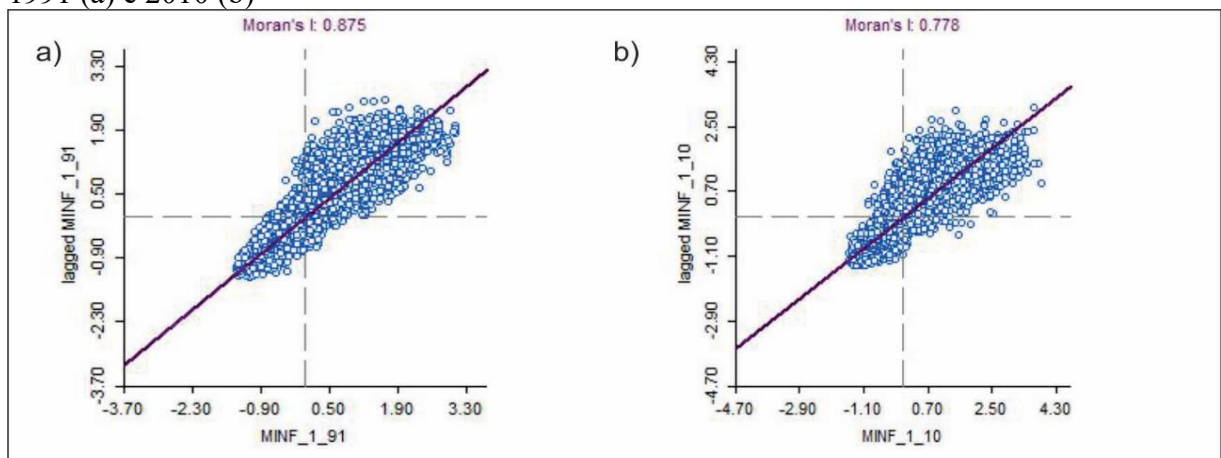 1991 (a) e 2010 (b)
Moran's I: 0.875
a)
3.30
1.90
0.50
-0.90
-2.30
-3.70
lagged MINF_1_91
-3.70 -2.30 -0.90 0.50 1.90 3.30
MINF_1_91
Moran's I: 0.778
b)
4.30
2.50
0.70
-1.10
-2.90
-4.70
lagged MINF_1_10
-4.70 -2.90 -1.10 0.70 2.50 4.30
MINF_1_10